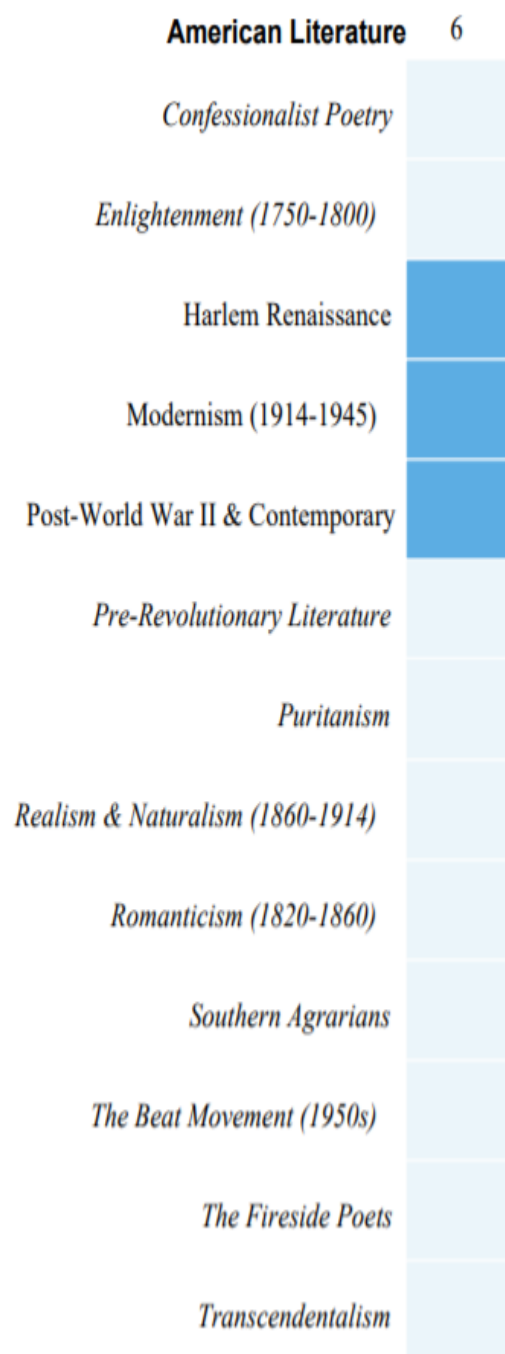 American Literature 6
Confessionalist Poetry
Enlightenment (1750-1800)
Harlem Renaissance
Modernism (1914-1945)
Post-World War II & Contemporary
Pre-Revolutionary Literature
Puritanism
Realism & Naturalism (1860-1914)
Romanticism (1820-1860)
Southern Agrarians
The Beat Movement (1950s)
The Fireside Poets
Transcendentalism